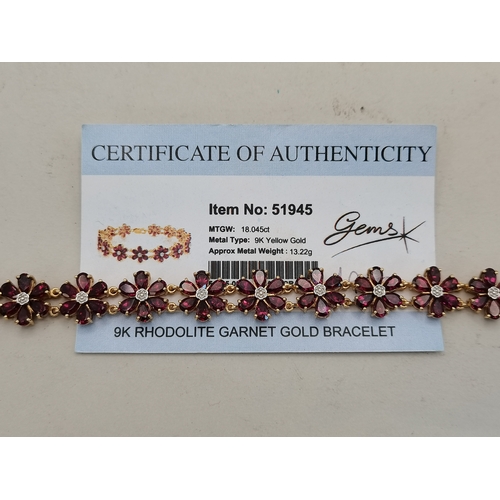 CERTIFICATE OF AUTHENTICITY
Item No: 51945
MTGW: 18.045ct
Metal Type: 9K Yellow Gold
Approx Metal Weight : 13.22g
Gems
9K RHODOLITE GARNET GOLD BRACELET